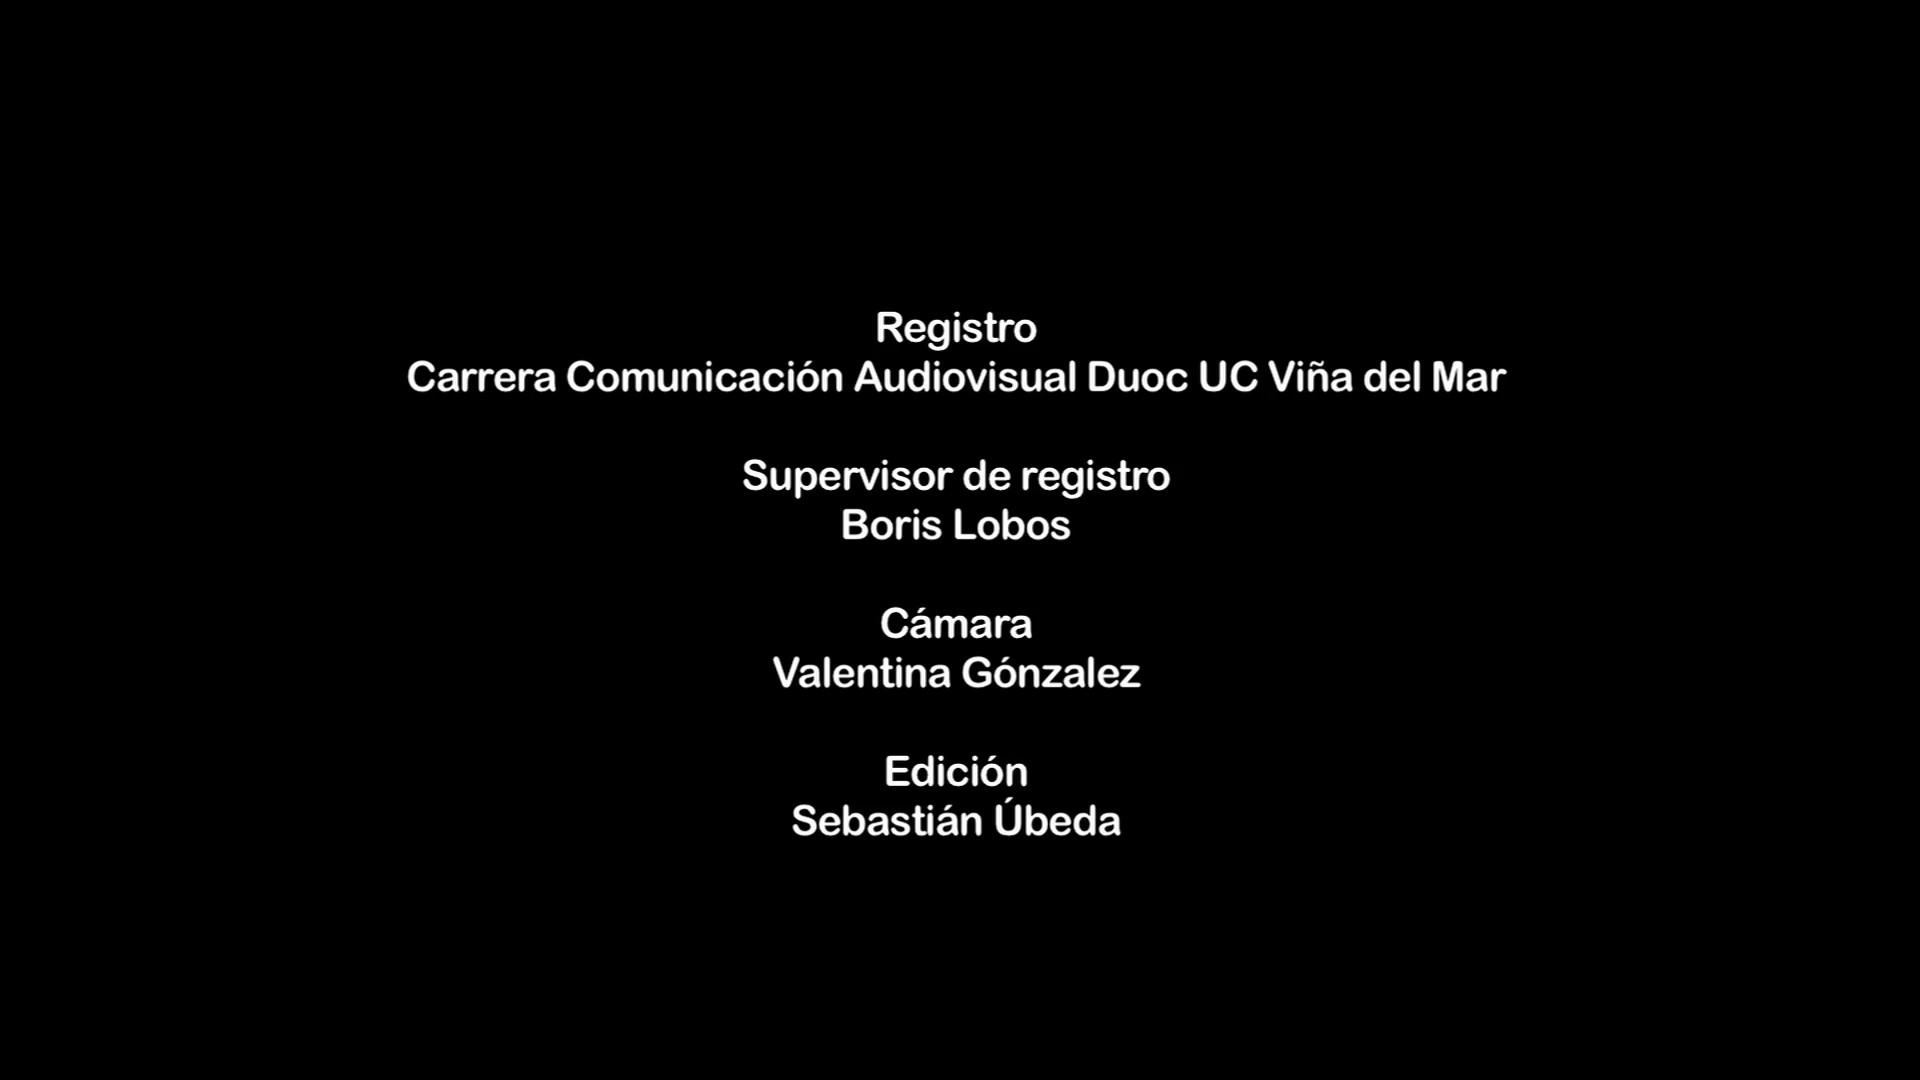 Registro
Carrera Comunicación Audiovisual Duoc UC Viña del Mar
Supervisor de registro
Boris Lobos
Cámara
Valentina Gónzalez
Edición
Sebastián Úbeda